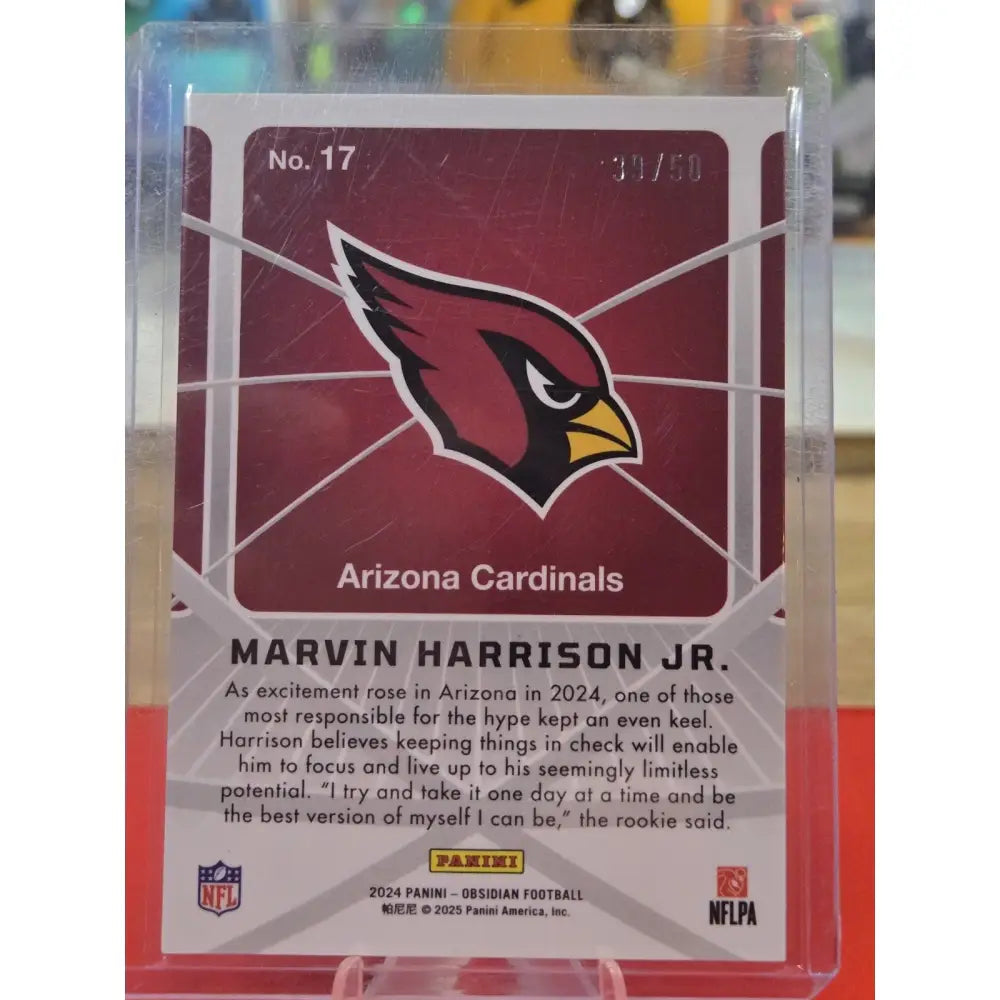 No. 17
39/50
Arizona Cardinals
MARVIN HARRISON JR.
As excitement rose in Arizona in 2024, one of those
most responsible for the hype kept an even keel.
Harrison believes keeping things in check will enable
him to focus and live up to his seemingly limitless
potential. “I try and take it one day at a time and be
the best version of myself I can be,” the rookie said.
PANINI
NFL
2024 PANINI – OBSIDIAN FOOTBALL
帕尼尼 © 2025 Panini America, Inc.
NFLPA